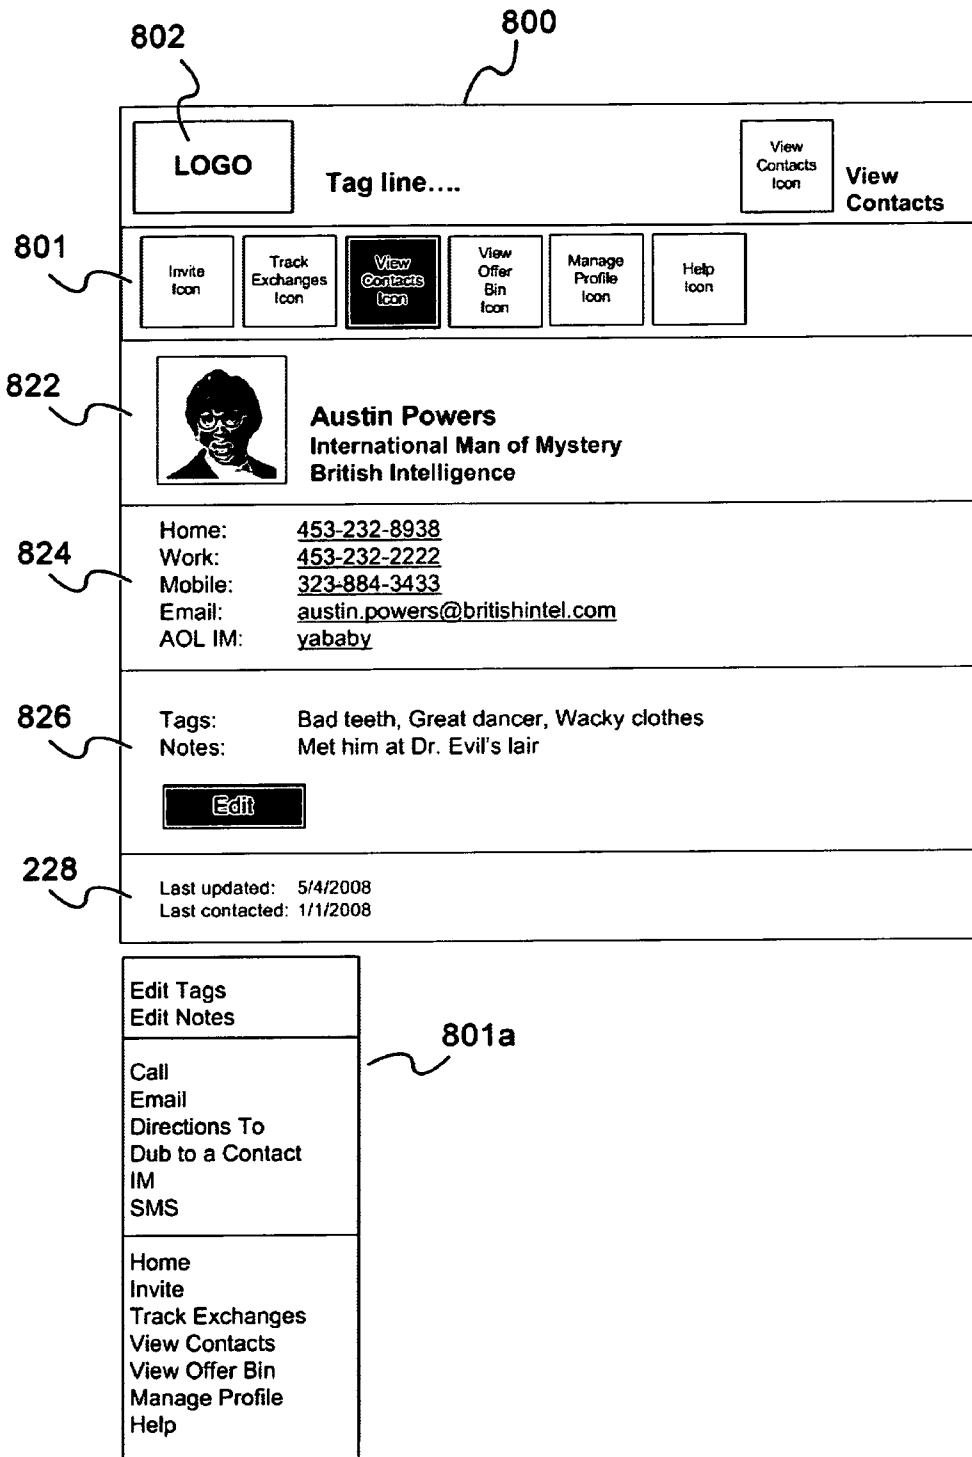 802
800
LOGO
Tag line....
View
Contacts
Icon
View
Contacts
801
Invite
Icon
Track
Exchanges
Icon
View
Contacts
Icon
View
Offer
Bin
Icon
Manage
Profile
Icon
Help
Icon
822
Austin Powers
International Man of Mystery
British Intelligence
824
Home: 453-232-8938
Work: 453-232-2222
Mobile: 323-884-3433
Email: austin.powers@britishintel.com
AOL IM: yababy
826
Tags: Bad teeth, Great dancer, Wacky clothes
Notes: Met him at Dr. Evil's lair
Edit
228
Last updated: 5/4/2008
Last contacted: 1/1/2008
Edit Tags
Edit Notes
801a
Call
Email
Directions To
Dub to a Contact
IM
SMS
Home
Invite
Track Exchanges
View Contacts
View Offer Bin
Manage Profile
Help